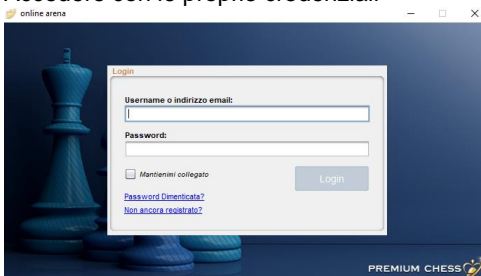 Accedere con le proprie credenziali
online arena
Login
Username o indirizzo email:
Password:
Mantienimi collegato
Login
Password Dimenticata?
Non ancora registrato?
PREMIUM CHESS